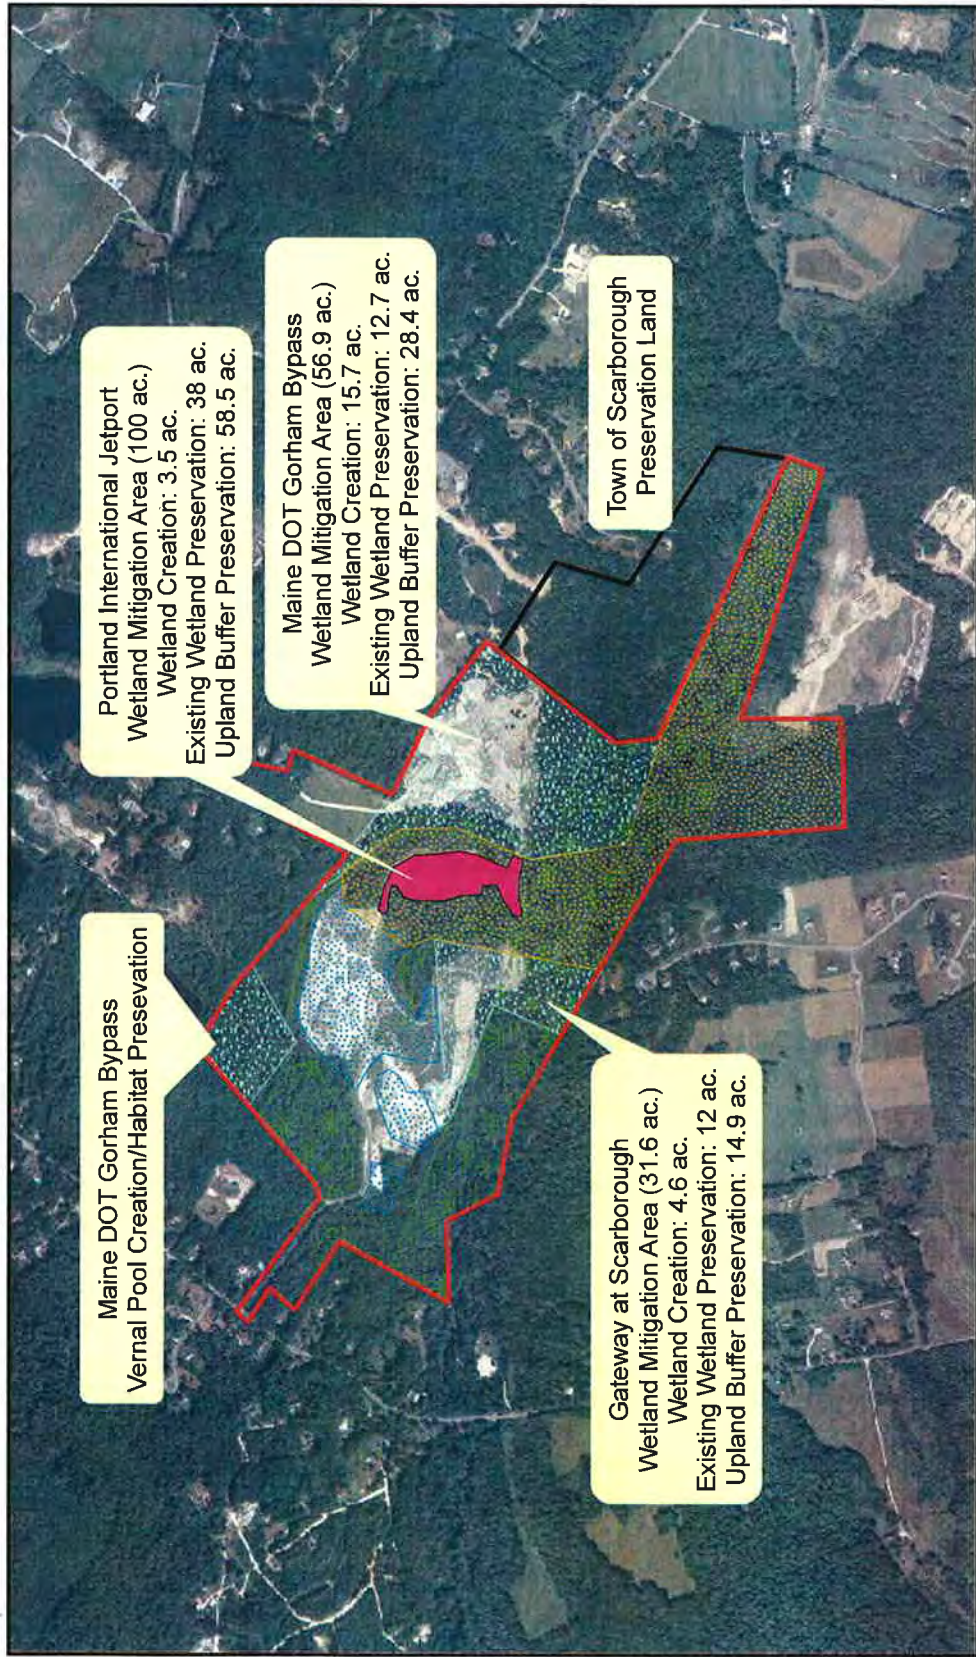 Maine DOT Gorham Bypass
Vernal Pool Creation/Habitat Presevation
Portland International Jetport
Wetland Mitigation Area (100 ac.)
Wetland Creation: 3.5 ac.
Existing Wetland Preservation: 38 ac.
Upland Buffer Preservation: 58.5 ac.
Maine DOT Gorham Bypass
Wetland Mitigation Area (56.9 ac.)
Wetland Creation: 15.7 ac.
Existing Wetland Preservation: 12.7 ac.
Upland Buffer Preservation: 28.4 ac.
Gateway at Scarborough
Wetland Mitigation Area (31.6 ac.)
Wetland Creation: 4.6 ac.
Existing Wetland Preservation: 12 ac.
Upland Buffer Preservation: 14.9 ac.
Town of Scarborough
Preservation Land